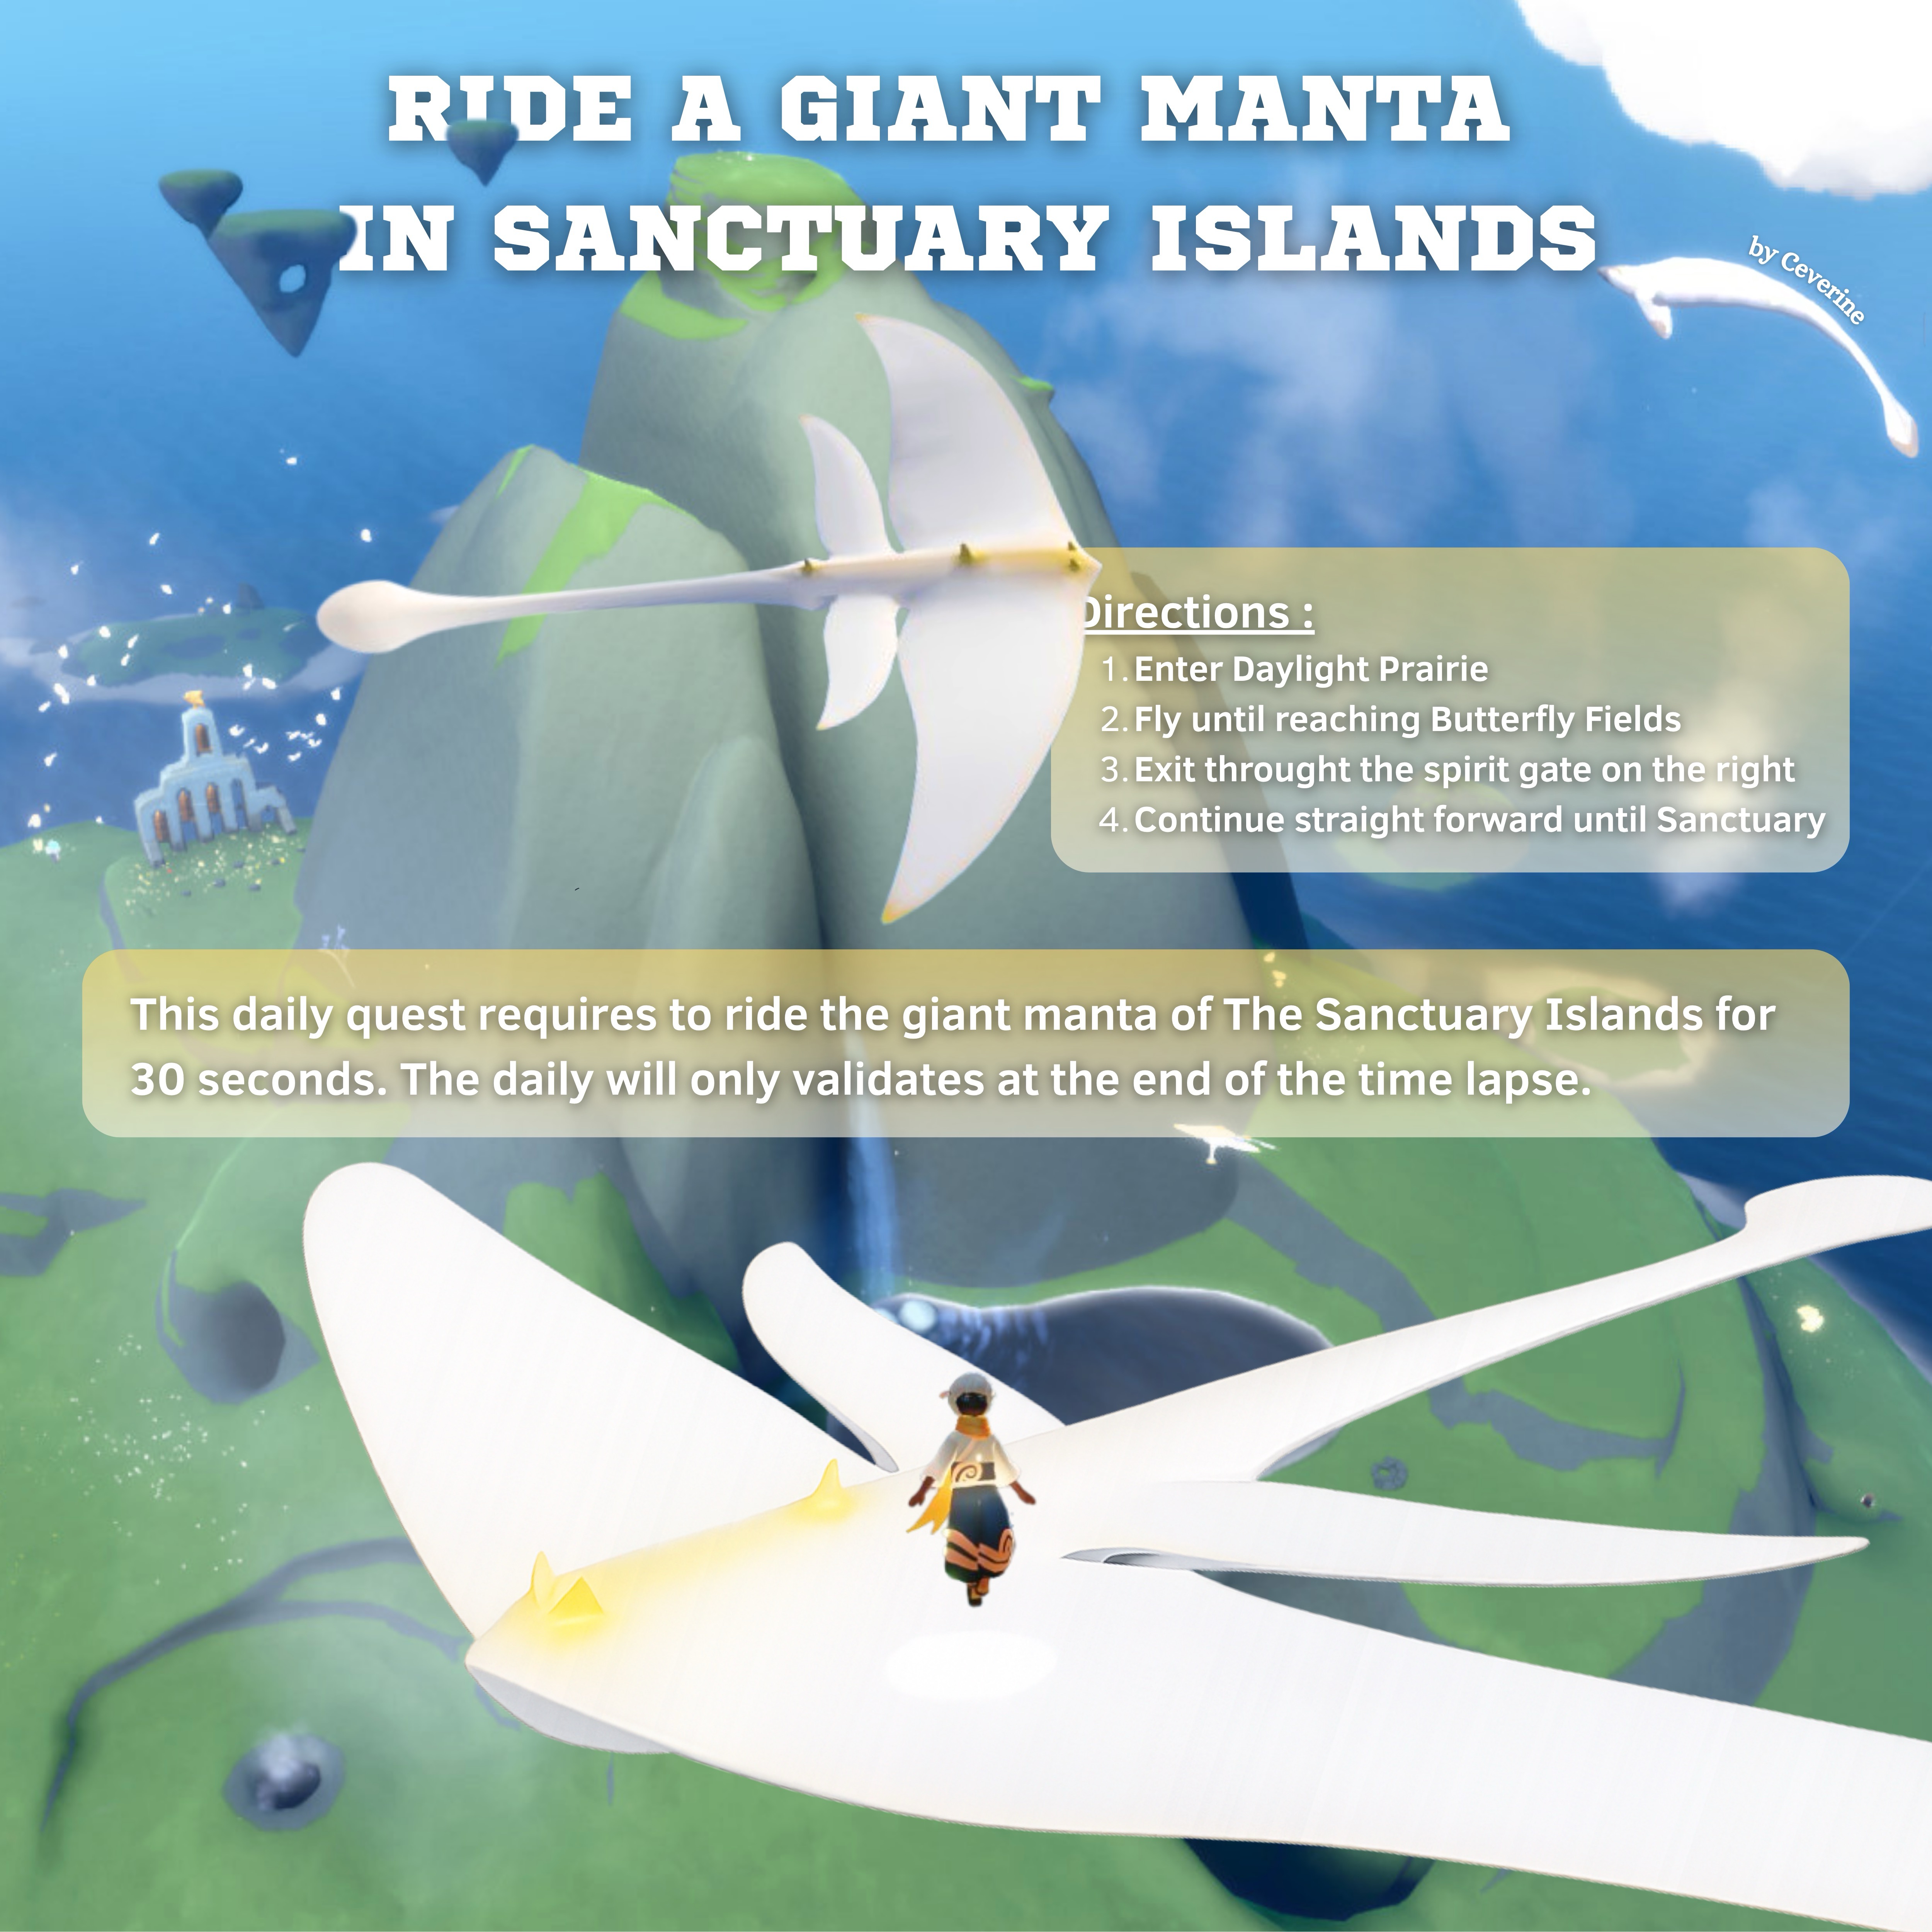 RIDE A GIANT MANTA
IN SANCTUARY ISLANDS
by Ceverine
Directions :
1. Enter Daylight Prairie
2. Fly until reaching Butterfly Fields
3. Exit throught the spirit gate on the right
4. Continue straight forward until Sanctuary
This daily quest requires to ride the giant manta of The Sanctuary Islands for
30 seconds. The daily will only validates at the end of the time lapse.